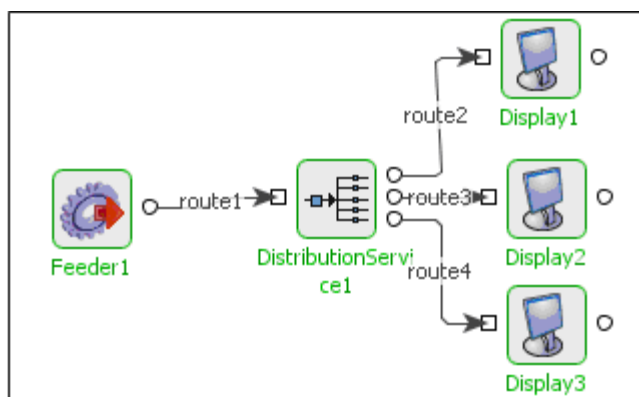 route2
Display1
route1
route3
Feeder1
DistributionServi
ce1
Display2
route4
Display3